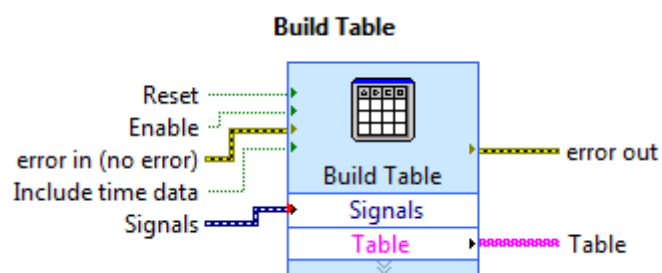 Build Table
Reset
Enable
error in (no error)
Include time data
Signals
Build Table
Signals
Table
error out
Table